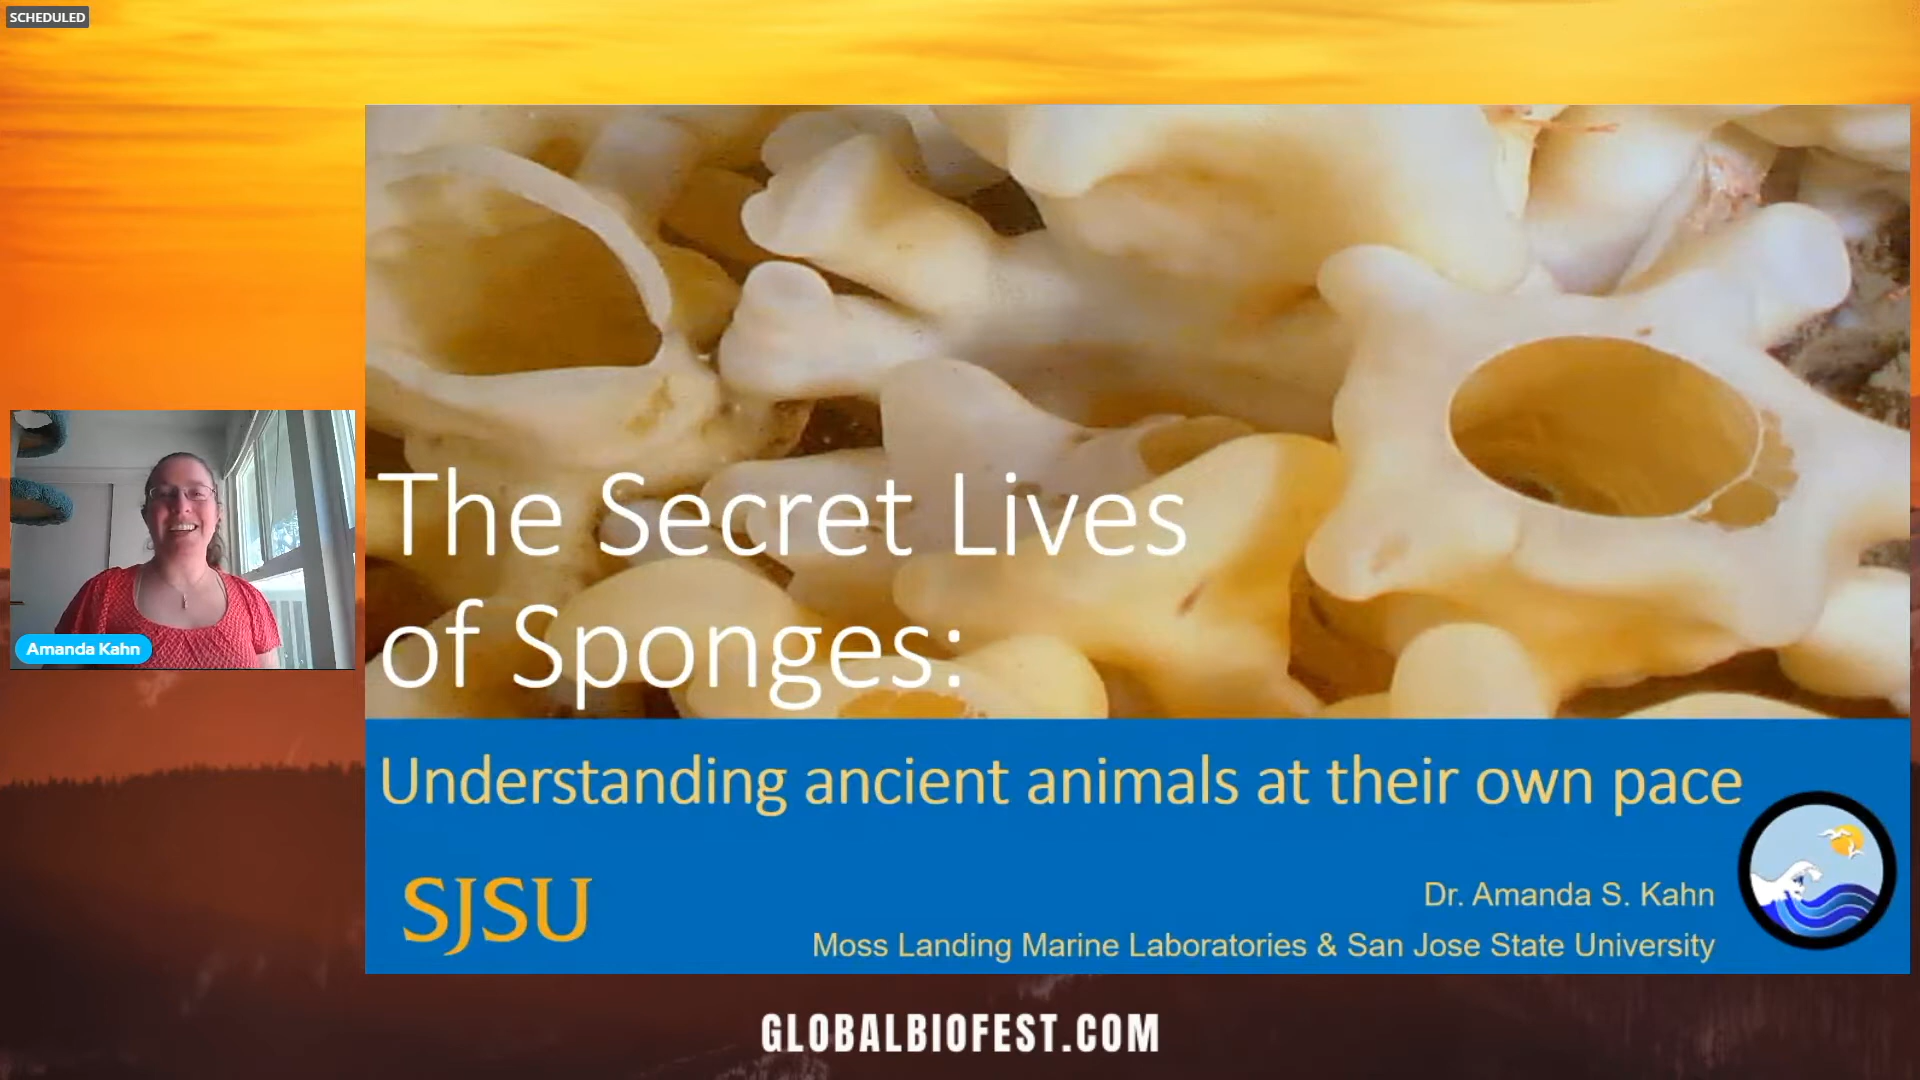 SCHEDULED
The Secret Lives
of Sponges:
Amanda Kahn
Understanding ancient animals at their own pace
SJSU
Dr. Amanda S. Kahn
Moss Landing Marine Laboratories & San Jose State University
GLOBALBIOFEST.COM